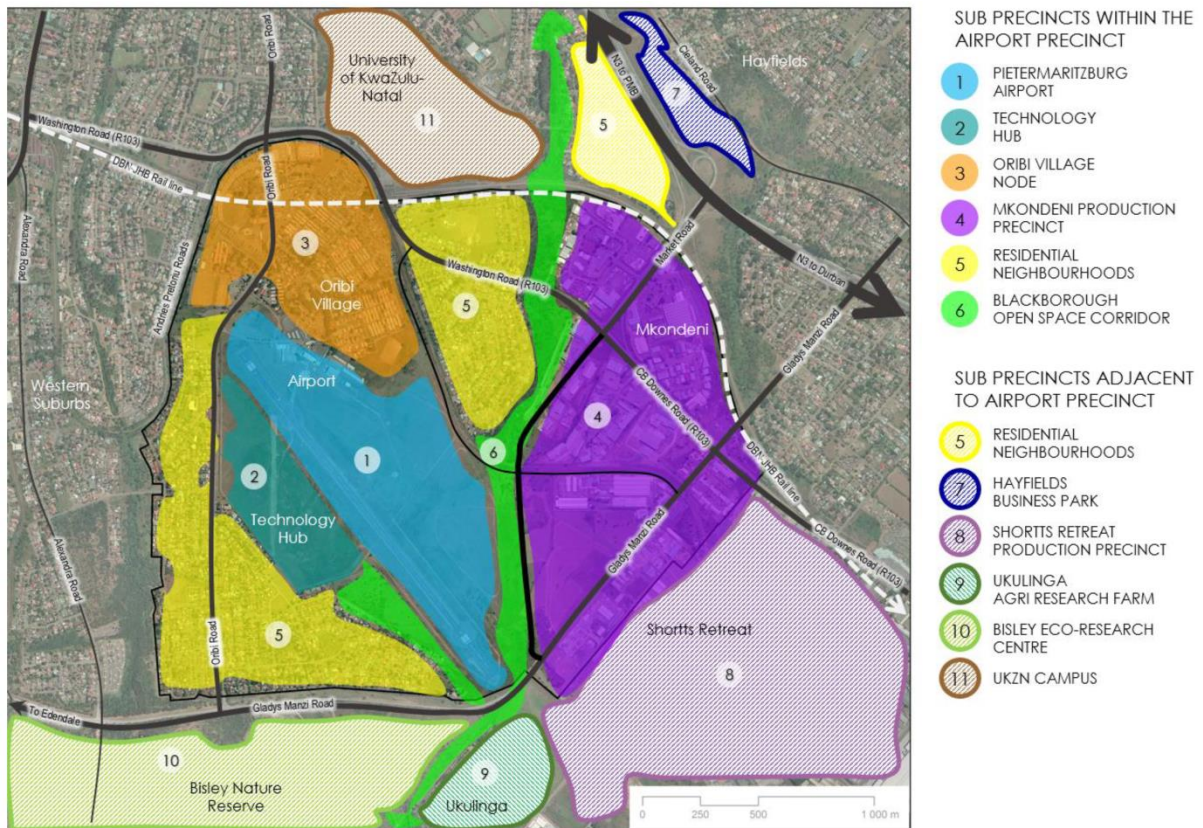 University
of KwaZulu-
Natal
11
Oribi Road
Washington Road (R103)
DBN-JHB Rail line
Oribi Road
N3 to PMB
Cleland Road
Hayfields
7
5
3
Oribi
Village
Andries Pretoriu Roads
Alexandra Road
5
Washington Road (R103)
Market Road
N3 to Durban
Gladys Manzi Road
Mkondeni
Western
Suburbs
Airport
1
2
Technology
Hub
6
4
CB Downes Road (R103)
DBN-JHB Rail line
CB Downes Road (R103)
Gladys Manzi Road
Alexandra Road
Oribi Road
5
Shortts Retreat
8
To Edendale
Gladys Manzi Road
10
Bisley Nature
Reserve
9
Ukulinga
0 250 500 1 000 m
SUB PRECINCTS WITHIN THE
AIRPORT PRECINCT
1 PIETERMARITZBURG
AIRPORT
2 TECHNOLOGY
HUB
3 ORIBI VILLAGE
NODE
4 MKONDENI PRODUCTION
PRECINCT
5 RESIDENTIAL
NEIGHBOURHOODS
6 BLACKBOROUGH
OPEN SPACE CORRIDOR
SUB PRECINCTS ADJACENT
TO AIRPORT PRECINCT
5 RESIDENTIAL
NEIGHBOURHOODS
7 HAYFIELDS
BUSINESS PARK
8 SHORTTS RETREAT
PRODUCTION PRECINCT
9 UKULINGA
AGRI RESEARCH FARM
10 BISLEY ECO-RESEARCH
CENTRE
11 UKZN CAMPUS